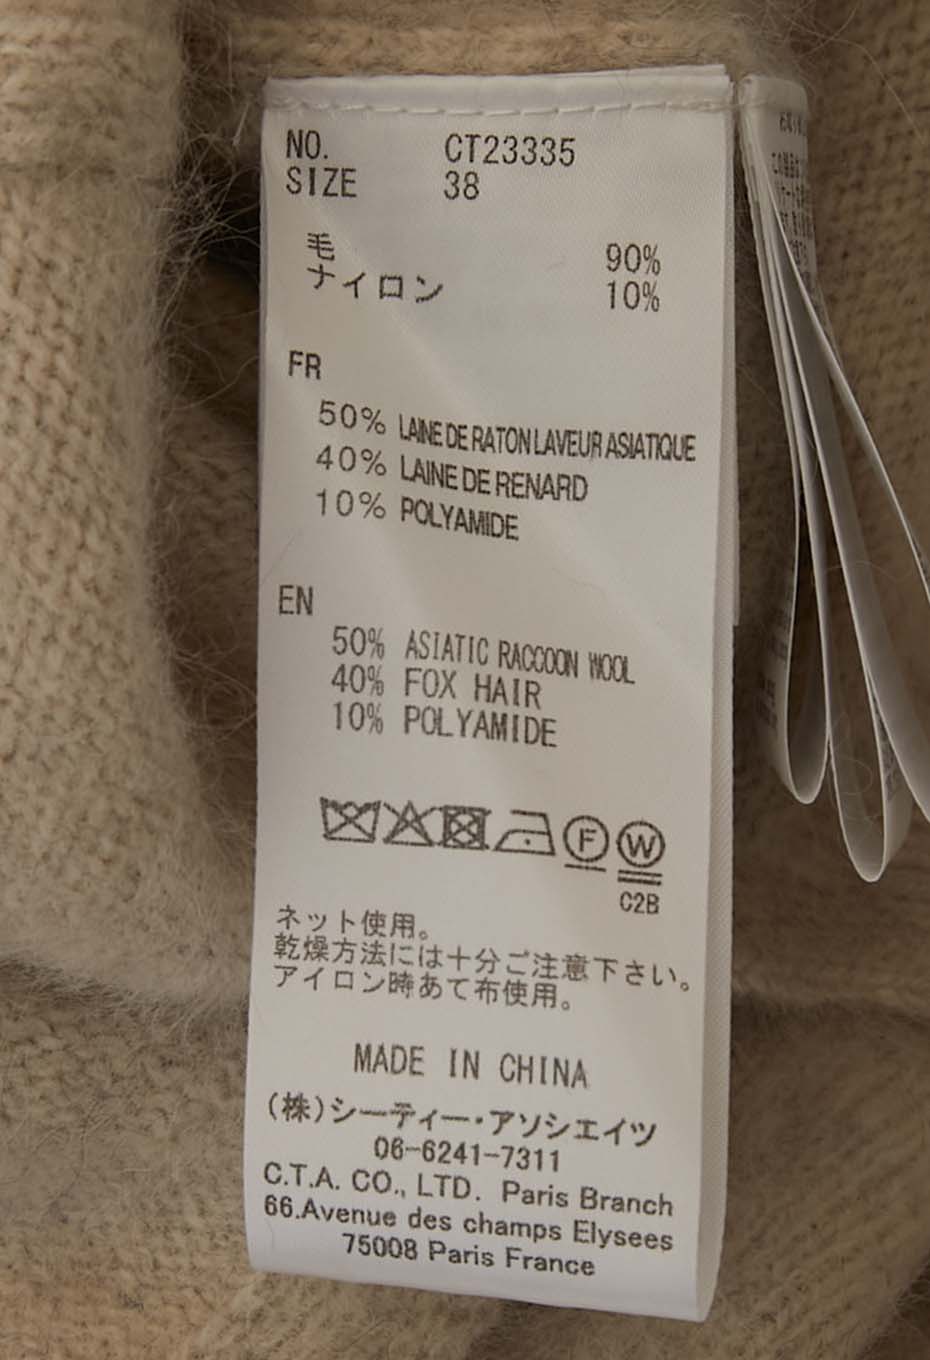 NO. CT23335
SIZE 38
毛 90%
ナイロン 10%
FR
50% LAINE DE RATON LAVEUR ASIATIQUE
40% LAINE DE RENARD
10% POLYAMIDE
EN
50% ASIATIC RACCOON WOOL
40% FOX HAIR
10% POLYAMIDE
F W
C2B
ネット使用。
乾燥方法には十分ご注意下さい。
アイロン時あて布使用。
MADE IN CHINA
(株)シーティー・アソシエイツ
06-6241-7311
C.T.A. CO., LTD. Paris Branch
66.Avenue des champs Elysees
75008 Paris France